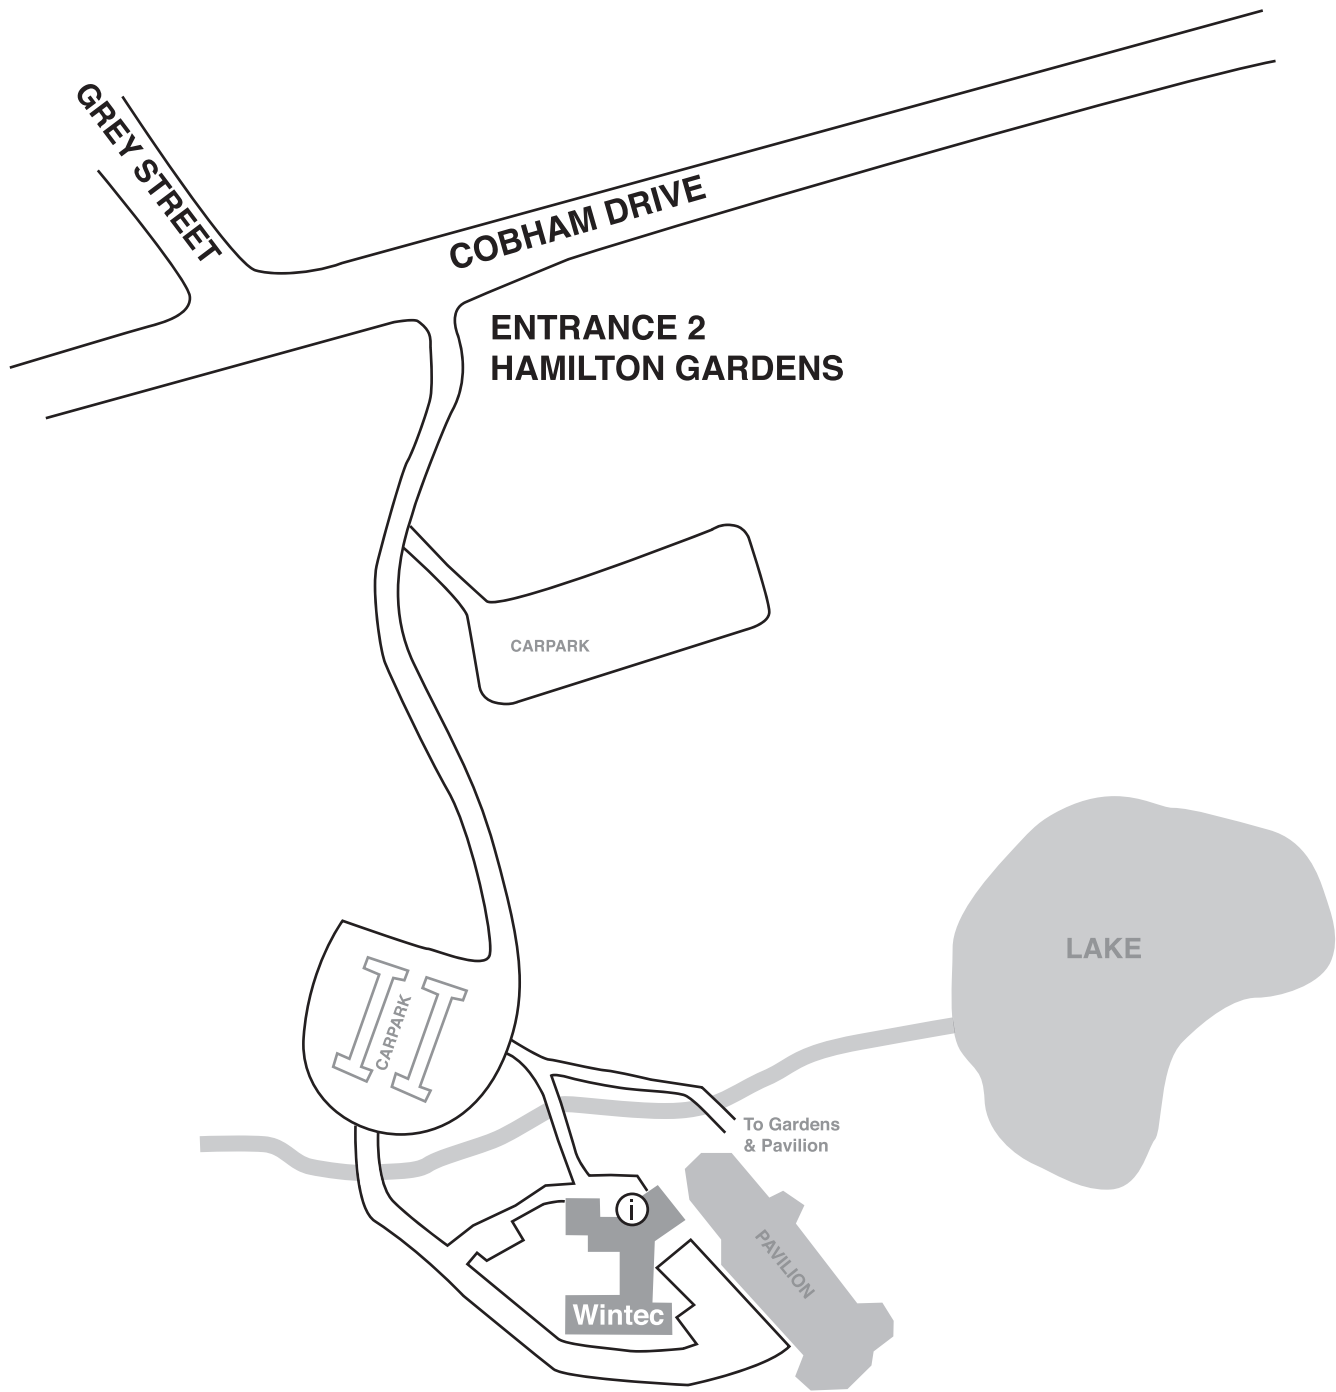 GREY STREET
COBHAM DRIVE
ENTRANCE 2
HAMILTON GARDENS
CARPARK
LAKE
CARPARK
To Gardens
& Pavilion
i
PAVILION
Wintec